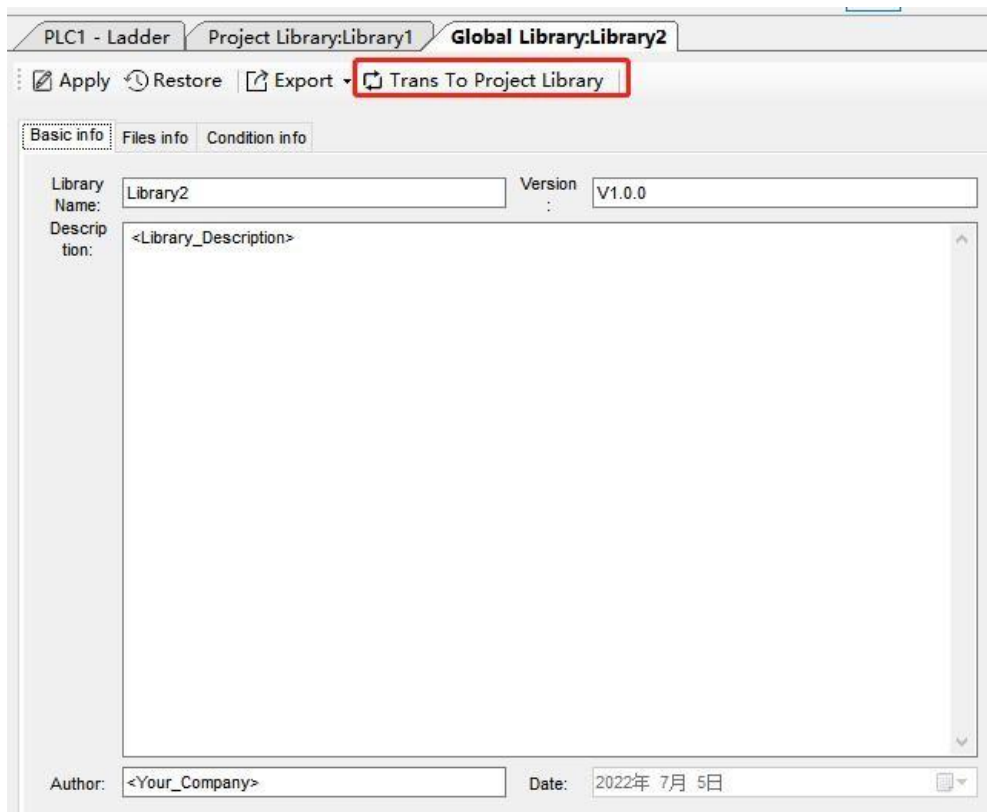 PLC1 - Ladder Project Library:Library1 Global Library:Library2
Apply Restore Export Trans To Project Library
Basic info Files info Condition info
Library Name: Library2 Version : V1.0.0
Descrip tion: <Library_Description>
Author: <Your_Company> Date: 2022年 7月 5日